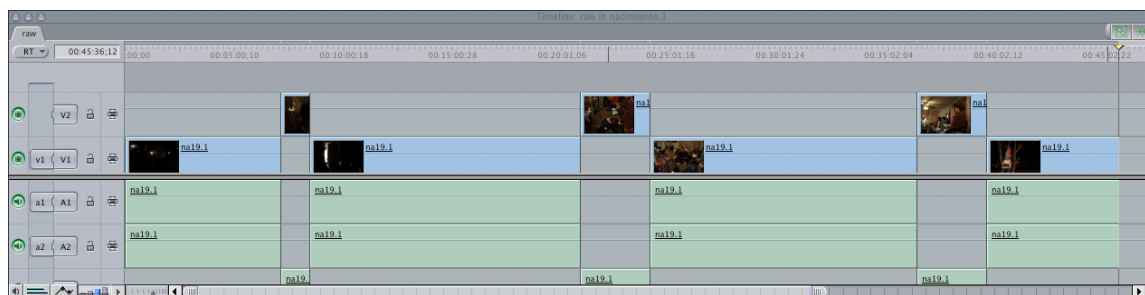 Timeline: raw in nacimiento.3
raw
RT 00:45:36;12 00;00 00:05:00;10 00:10:00;18 00:15:00;28 00:20:01;06 00:25:01;16 00:30:01;24 00:35:02;04 00:40:02;12 00:45:02;22
V2 na1 na1
v1 V1 na19.1 na19.1 na19.1 na19.1
a1 A1 na19.1 na19.1 na19.1 na19.1
a2 A2 na19.1 na19.1 na19.1 na19.1
na19. na19.1 na19.1